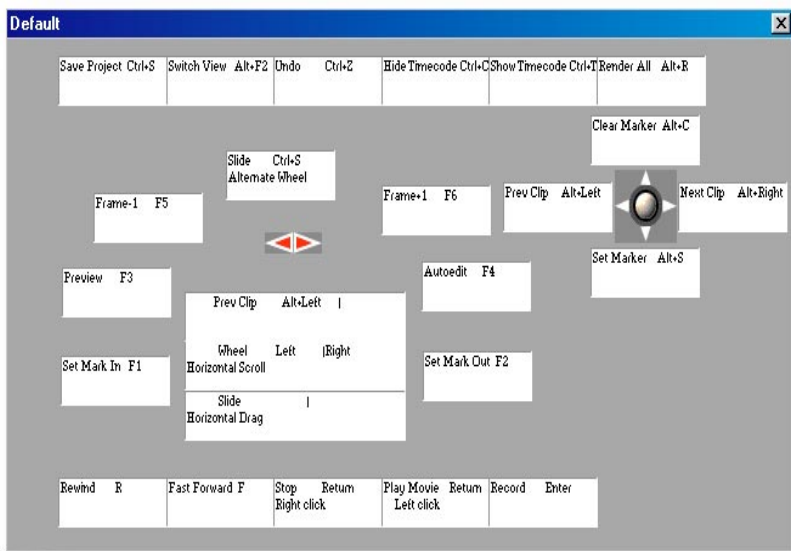 Default
Save Project Ctrl+S Switch View Alt+F2 Undo Ctrl+Z Hide Timecode Ctrl+C Show Timecode Ctrl+T Render All Alt+R
Clear Marker Alt+C
Slide Ctrl+S
Alternate Wheel
Frame-1 F5
Frame+1 F6
Prev Clip Alt+Left
Next Clip Alt+Right
Set Marker Alt+S
Preview F3
Autoedit F4
Prev Clip Alt+Left |
Wheel Left |Right
Horizontal Scroll
Slide |
Horizontal Drag
Set Mark In F1
Set Mark Out F2
Rewind R
Fast Forward F
Stop Return
Right click
Play Movie Return
Left click
Record Enter